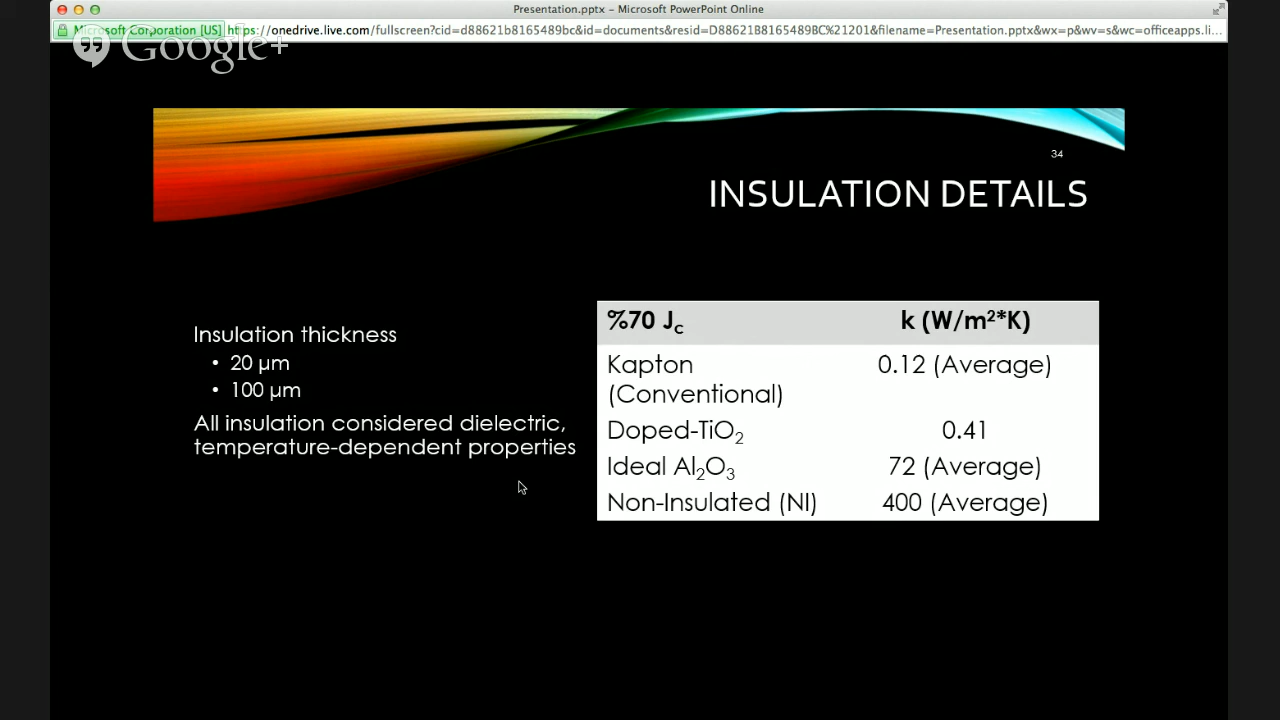 Presentation.pptx – Microsoft PowerPoint Online
Microsoft Corporation [US] https://onedrive.live.com/fullscreen?cid=d88621b8165489bc&id=documents&resid=D88621B8165489BC%21201&filename=Presentation.pptx&wx=p&wv=s&wc=officeapps.li...
Google+
34
INSULATION DETAILS
Insulation thickness
• 20 µm
• 100 µm
All insulation considered dielectric,
temperature-dependent properties
%70 Jc k (W/m²*K)
Kapton 0.12 (Average)
(Conventional)
Doped-TiO₂ 0.41
Ideal Al₂O₃ 72 (Average)
Non-Insulated (NI) 400 (Average)